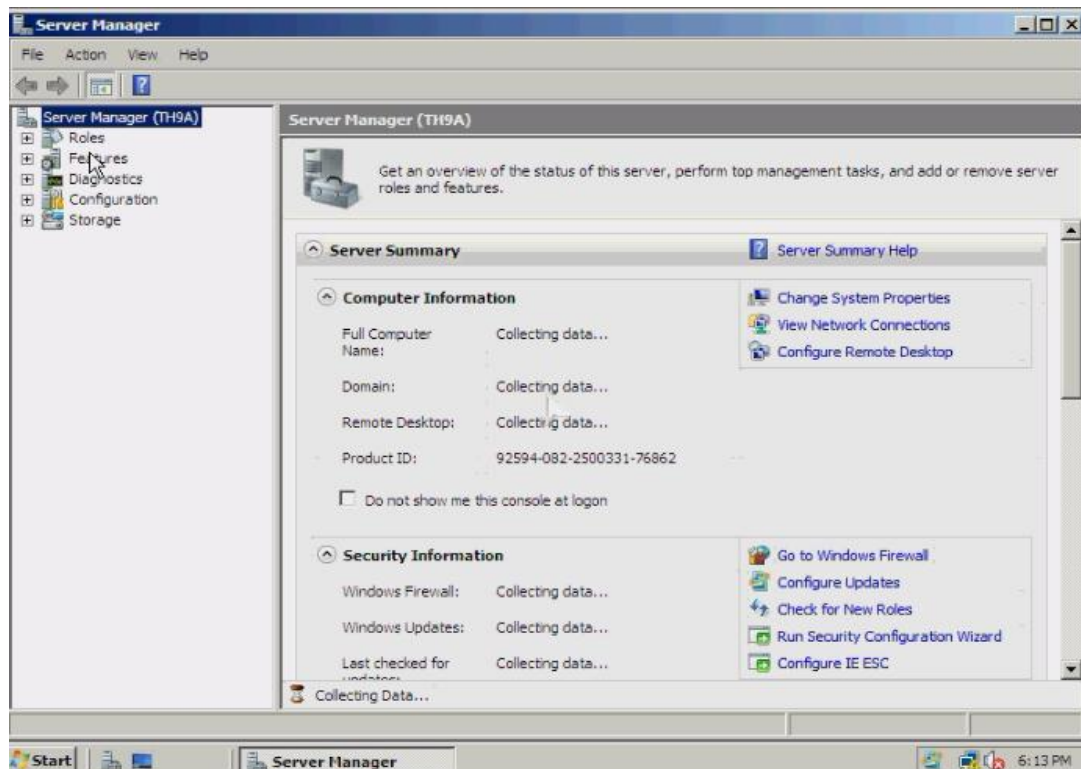 Server Manager
File Action View Help
Server Manager (TH9A)
Roles
Features
Diagnostics
Configuration
Storage
Server Manager (TH9A)
Get an overview of the status of this server, perform top management tasks, and add or remove server
roles and features.
Server Summary
Server Summary Help
Computer Information
Full Computer
Name:
Collecting data...
Domain:
Collecting data...
Remote Desktop:
Collecting data...
Product ID:
92594-082-2500331-76862
Do not show me this console at logon
Change System Properties
View Network Connections
Configure Remote Desktop
Security Information
Windows Firewall:
Collecting data...
Windows Updates:
Collecting data...
Last checked for
updates:
Collecting data...
Go to Windows Firewall
Configure Updates
Check for New Roles
Run Security Configuration Wizard
Configure IE ESC
Collecting Data...
Start
Server Manager
6:13 PM